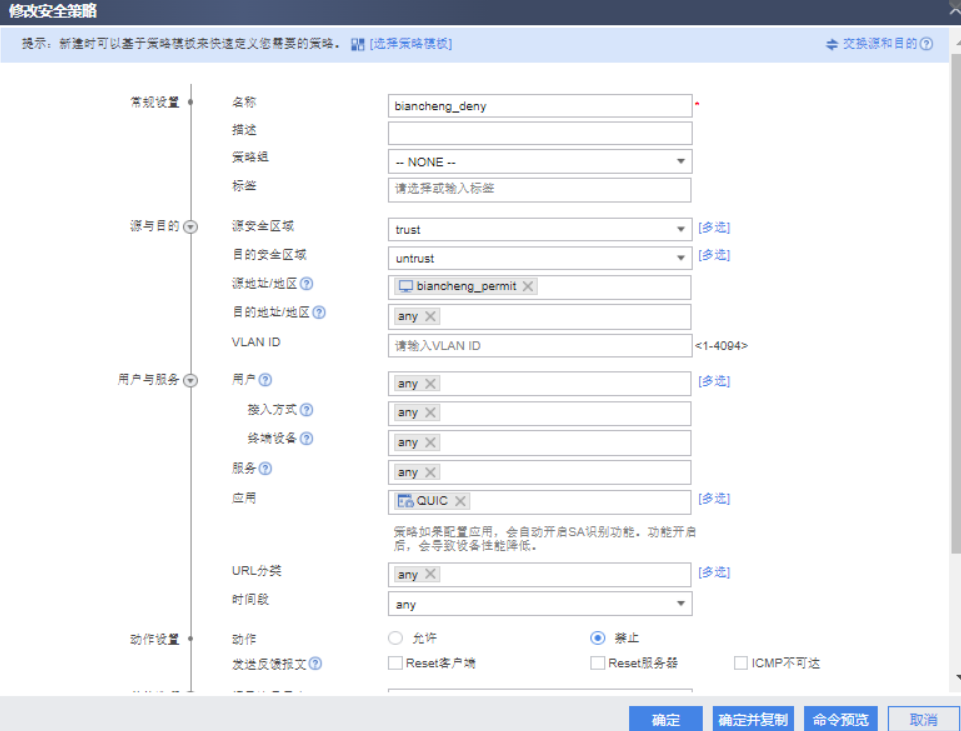 修改安全策略
提示：新建时可以基于策略模板来快速定义您需要的策略。 [选择策略模板] 交换源和目的
常规设置 名称 biancheng_deny *
描述
策略组 -- NONE --
标签 请选择或输入标签
源与目的 源安全区域 trust [多选]
目的安全区域 untrust [多选]
源地址/地区 biancheng_permit
目的地址/地区 any
VLAN ID 请输入VLAN ID <1-4094>
用户与服务 用户 any [多选]
接入方式 any
终端设备 any
服务 any
应用 QUIC [多选]
策略如果配置应用，会自动开启SA识别功能。功能开启
后，会导致设备性能降低。
URL分类 any [多选]
时间段 any
动作设置 动作 允许 禁止
发送反馈报文 Reset客户端 Reset服务器 ICMP不可达
确定 确定并复制 命令预览 取消